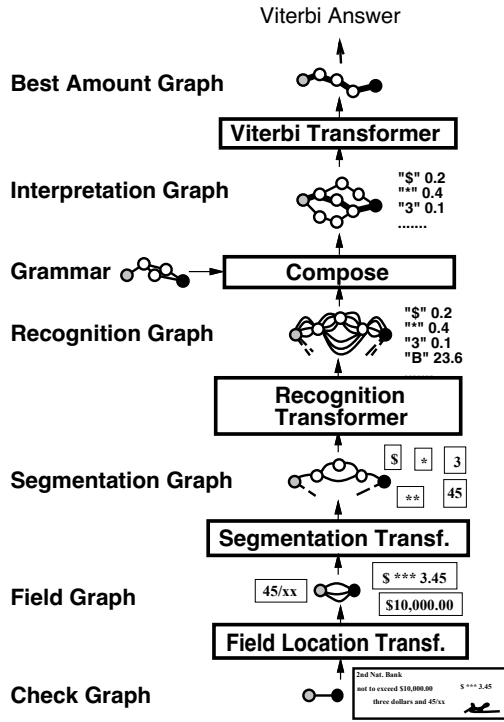 Viterbi Answer
Best Amount Graph
Viterbi Transformer
Interpretation Graph
"$" 0.2
"*" 0.4
"3" 0.1
.......
Grammar
Compose
Recognition Graph
"$" 0.2
"*" 0.4
"3" 0.1
"B" 23.6
.......
Recognition
Transformer
Segmentation Graph
$ * 3
** 45
Segmentation Transf.
Field Graph
45/xx
$ *** 3.45
$10,000.00
Field Location Transf.
Check Graph
2nd Nat. Bank
not to exceed $10,000.00 $ *** 3.45
three dollars and 45/xx